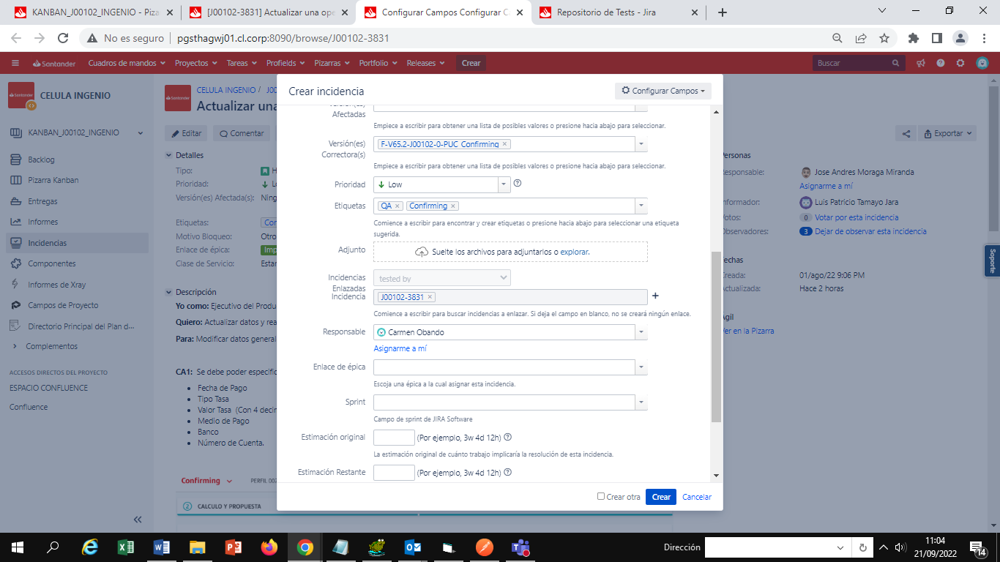 KANBAN_J00102_INGENIO - Piza
[J00102-3831] Actualizar una ope
Configurar Campos Configurar C
Repositorio de Tests - Jira
No es seguro
pgsthagwj01.cl.corp:8090/browse/J00102-3831
Santander
Cuadros de mandos
Proyectos
Tareas
Profields
Pizarras
Portfolio
Releases
Crear
Buscar
CELULA INGENIO
KANBAN_J00102_INGENIO
Backlog
Pizarra Kanban
Entregas
Informes
Incidencias
Componentes
Informes de Xray
Campos de Proyecto
Directorio Principal del Plan d...
Complementos
ACCESOS DIRECTOS DEL PROYECTO
ESPACIO CONFLUENCE
Confluence
Santander
CELULA INGENIO / J00
Actualizar una
Editar
Comentar
Exportar
Detalles
Tipo: H
Prioridad: Lo
Versión(es) Afectada(s): Ning
Etiquetas: Con
Motivo Bloqueo: Otro
Enlace de épica: Imp
Clase de Servicio: Estar
Descripción
Yo como: Ejecutivo del Produ
Quiero: Actualizar datos y rea
Para: Modificar datos general
CA1: Se debe poder especific
Fecha de Pago
Tipo Tasa
Valor Tasa (Con 4 decir
Medio de Pago
Banco
Número de Cuenta.
Confirming
PERFIL 002
2 CALCULO Y PROPUESTA
Crear incidencia
Configurar Campos
Versión(es)
Afectadas
Empiece a escribir para obtener una lista de posibles valores o presione hacia abajo para seleccionar.
Versión(es)
Correctora(s)
F-V65.2-J00102-0-PUC Confirming ×
Empiece a escribir para obtener una lista de posibles valores o presione hacia abajo para seleccionar.
Prioridad
Low
Etiquetas
QA ×
Confirming ×
Comience a escribir para encontrar y crear etiquetas o presione hacia abajo para seleccionar una etiqueta
sugerida.
Adjunto
Suelte los archivos para adjuntarlos o explorar.
Incidencias
Enlazadas
tested by
Incidencia
J00102-3831 ×
Comience a escribir para buscar incidencias a enlazar. Si deja el campo en blanco, no se creará ningún enlace.
Responsable
Carmen Obando
Asignarme a mí
Enlace de épica
Escoja una épica a la cual asignar esta incidencia.
Sprint
Campo de sprint de JIRA Software
Estimación original
(Por ejemplo, 3w 4d 12h)
La estimación original de cuánto trabajo implicaría la resolución de esta incidencia.
Estimación Restante
(Por ejemplo, 3w 4d 12h)
Crear otra
Crear
Cancelar
Personas
Responsable:
Jose Andres Moraga Miranda
Asignarme a mí
Informador:
Luis Patricio Tamayo Jara
Votos:
0 Votar por esta incidencia
Observadores:
3 Dejar de observar esta incidencia
Fechas
Creada:
01/ago/22 9:06 PM
Actualizada:
Hace 2 horas
Agil
Ver en la Pizarra
Soporte
Dirección
11:04
21/09/2022
14